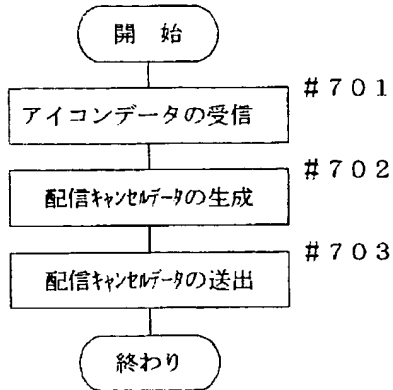 開 始
#701
アイコンデータの受信
#702
配信キャンセルデータの生成
#703
配信キャンセルデータの送出
終わり